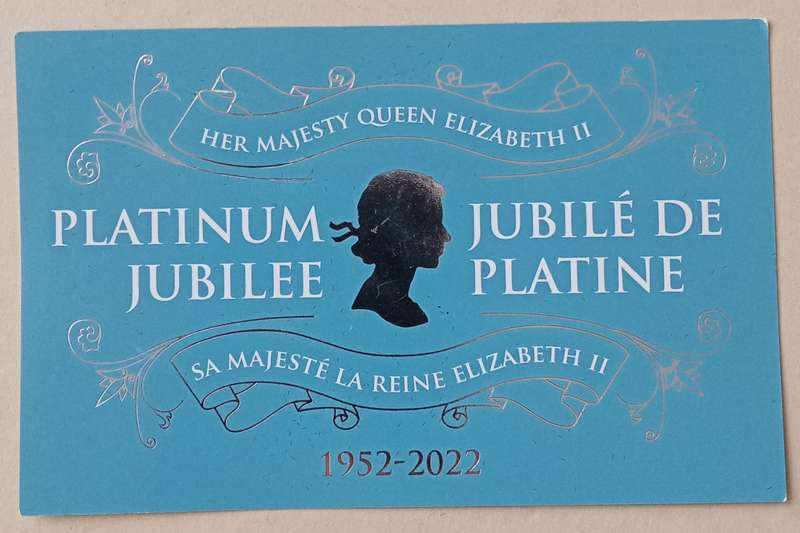 HER MAJESTY QUEEN ELIZABETH II
PLATINUM
JUBILEE
JUBILÉ DE
PLATINE
SA MAJESTÉ LA REINE ELIZABETH II
1952-2022